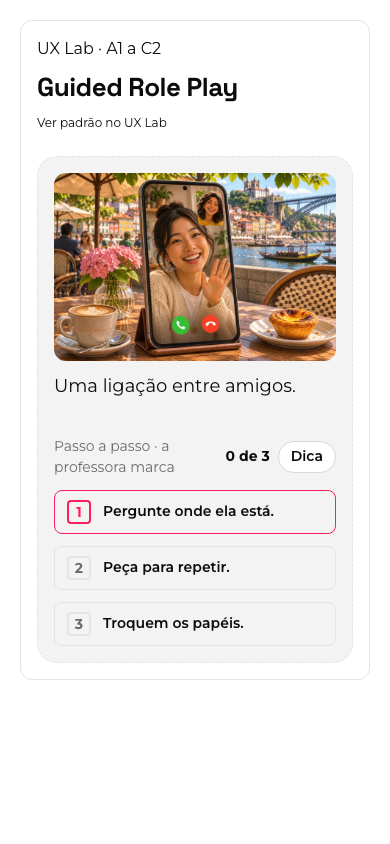 UX Lab · A1 a C2
Guided Role Play
Ver padrão no UX Lab
Uma ligação entre amigos.
Passo a passo · a
professora marca
0 de 3
Dica
1 Pergunte onde ela está.
2 Peça para repetir.
3 Troquem os papéis.